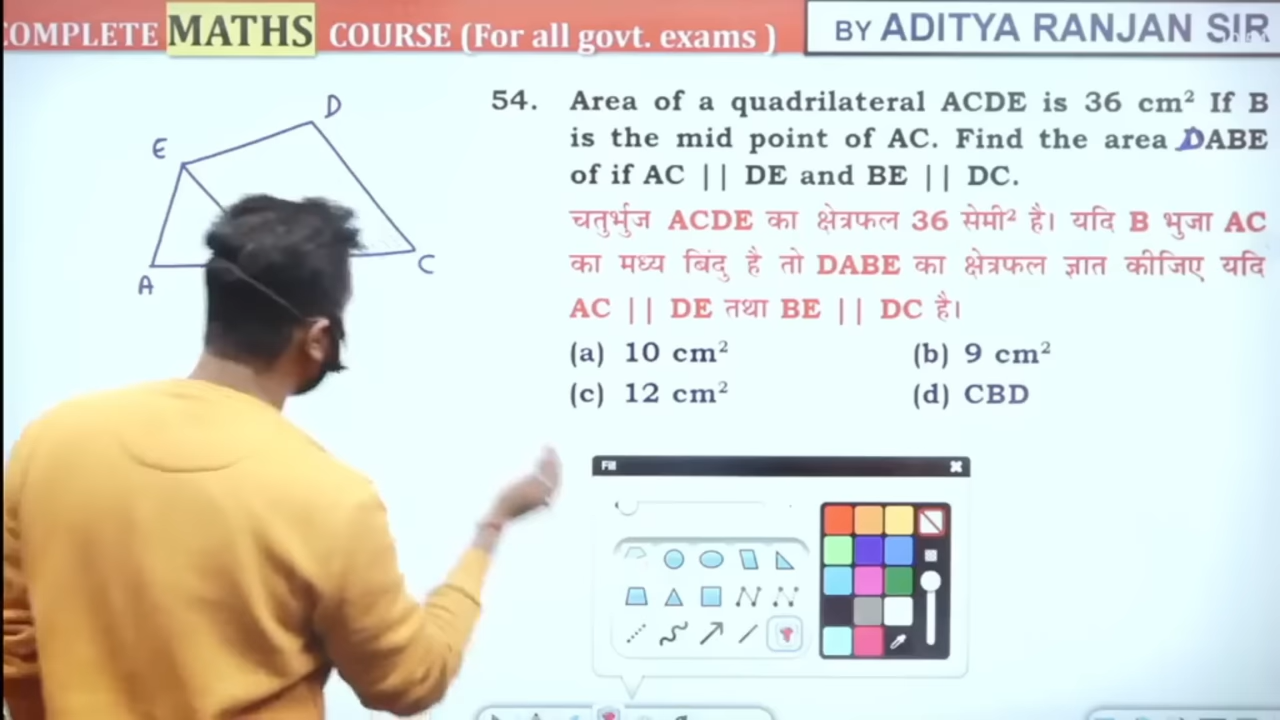 COMPLETE MATHS COURSE (For all govt. exams )
BY ADITYA RANJAN SIR
D
E
A
C
54. Area of a quadrilateral ACDE is 36 cm² If B
is the mid point of AC. Find the area DABE
of if AC || DE and BE || DC.
चतुर्भुज ACDE का क्षेत्रफल 36 सेमी² है। यदि B भुजा AC
का मध्य बिंदु है तो DABE का क्षेत्रफल ज्ञात कीजिए यदि
AC || DE तथा BE || DC है।
(a) 10 cm² (b) 9 cm²
(c) 12 cm² (d) CBD
Fill